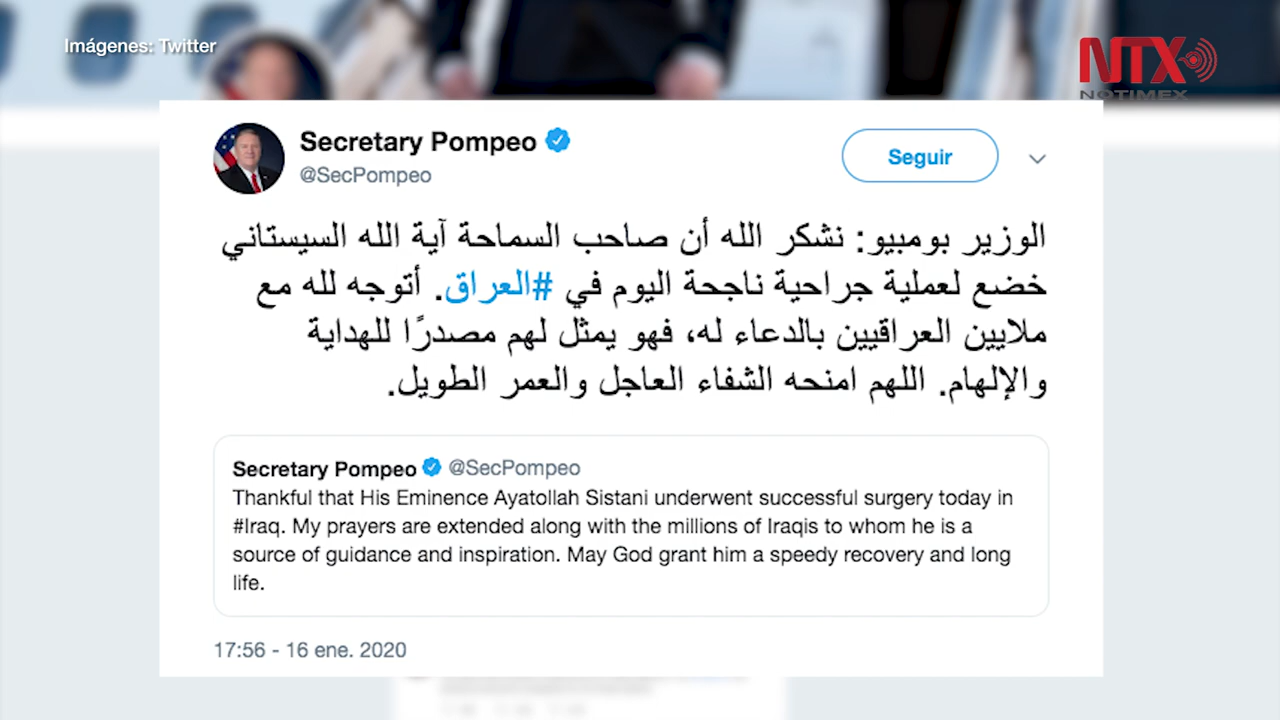 Imágenes: Twitter
NTX
NOTIMEX
Secretary Pompeo
@SecPompeo
Seguir
الوزير بومبيو: نشكر الله أن صاحب السماحة آية الله السيستاني
خضع لعملية جراحية ناجحة اليوم في #العراق. أتوجه لله مع
ملايين العراقيين بالدعاء له، فهو يمثل لهم مصدرًا للهداية
والإلهام. اللهم امنحه الشفاء العاجل والعمر الطويل.
Secretary Pompeo @SecPompeo
Thankful that His Eminence Ayatollah Sistani underwent successful surgery today in
#Iraq. My prayers are extended along with the millions of Iraqis to whom he is a
source of guidance and inspiration. May God grant him a speedy recovery and long
life.
17:56 - 16 ene. 2020